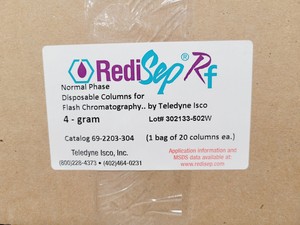 RediSep® Rf
Normal Phase
Disposable Columns for
Flash Chromatography.. by Teledyne Isco
4 - gram Lot# 302133-502W
Catalog 69-2203-304 (1 bag of 20 columns ea.)
Teledyne Isco, Inc.
(800)228-4373 • (402)464-0231
Application information and
MSDS data available at:
www.redisep.com